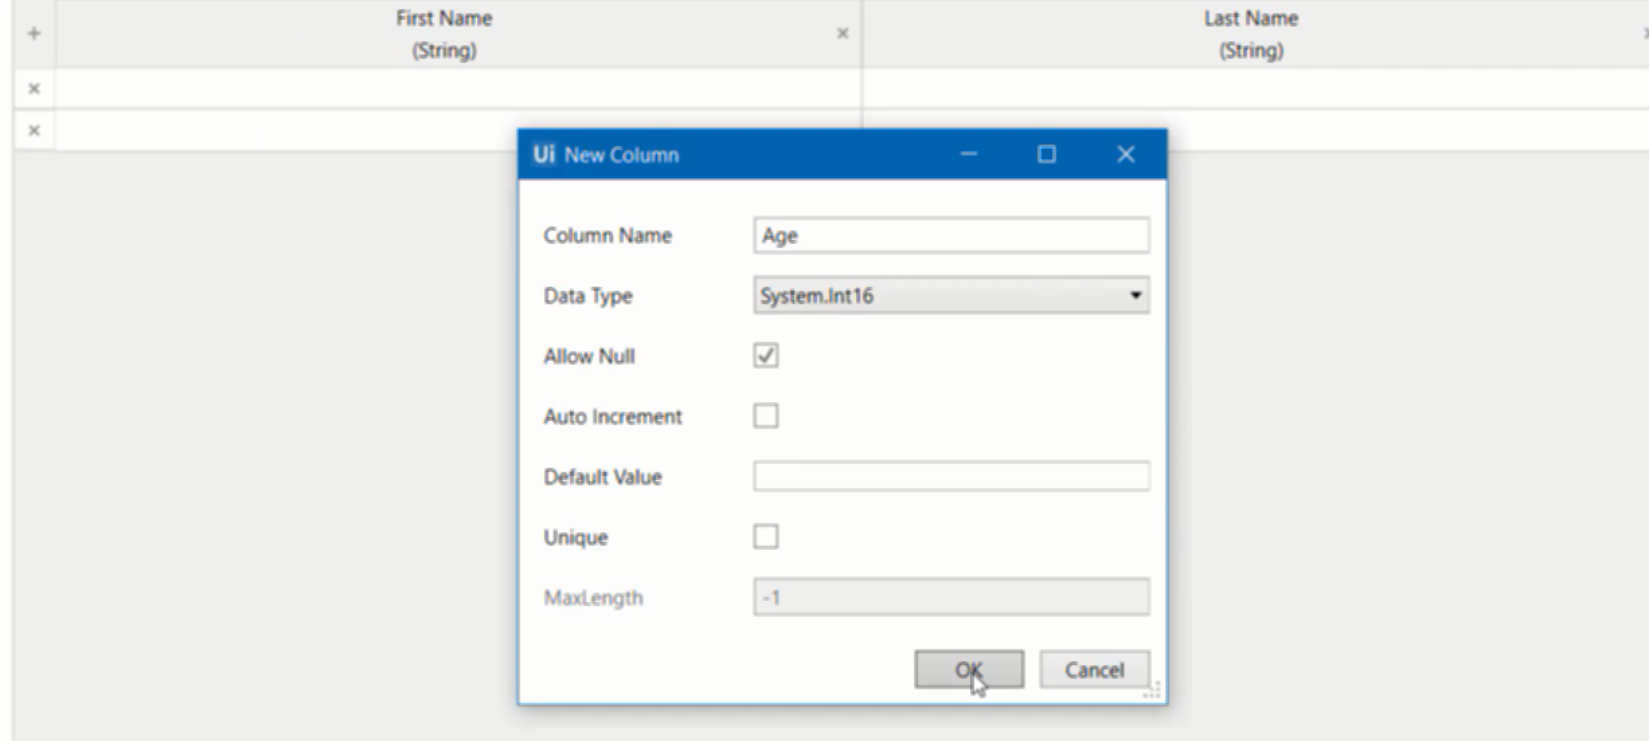 First Name
(String)
Last Name
(String)
Ui New Column
Column Name Age
Data Type System.Int16
Allow Null
Auto Increment
Default Value
Unique
MaxLength -1
OK Cancel